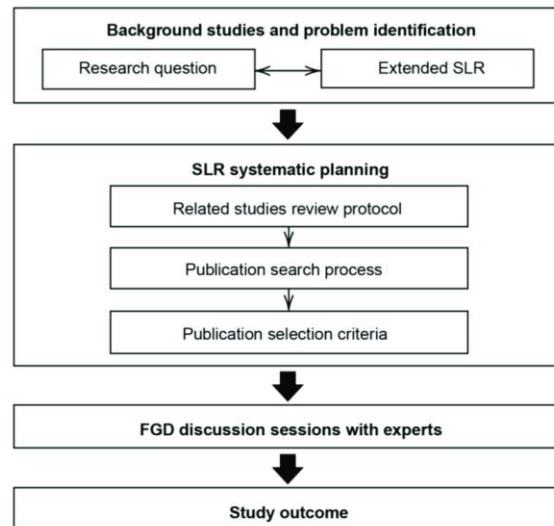 Background studies and problem identification
Research question
Extended SLR
SLR systematic planning
Related studies review protocol
Publication search process
Publication selection criteria
FGD discussion sessions with experts
Study outcome